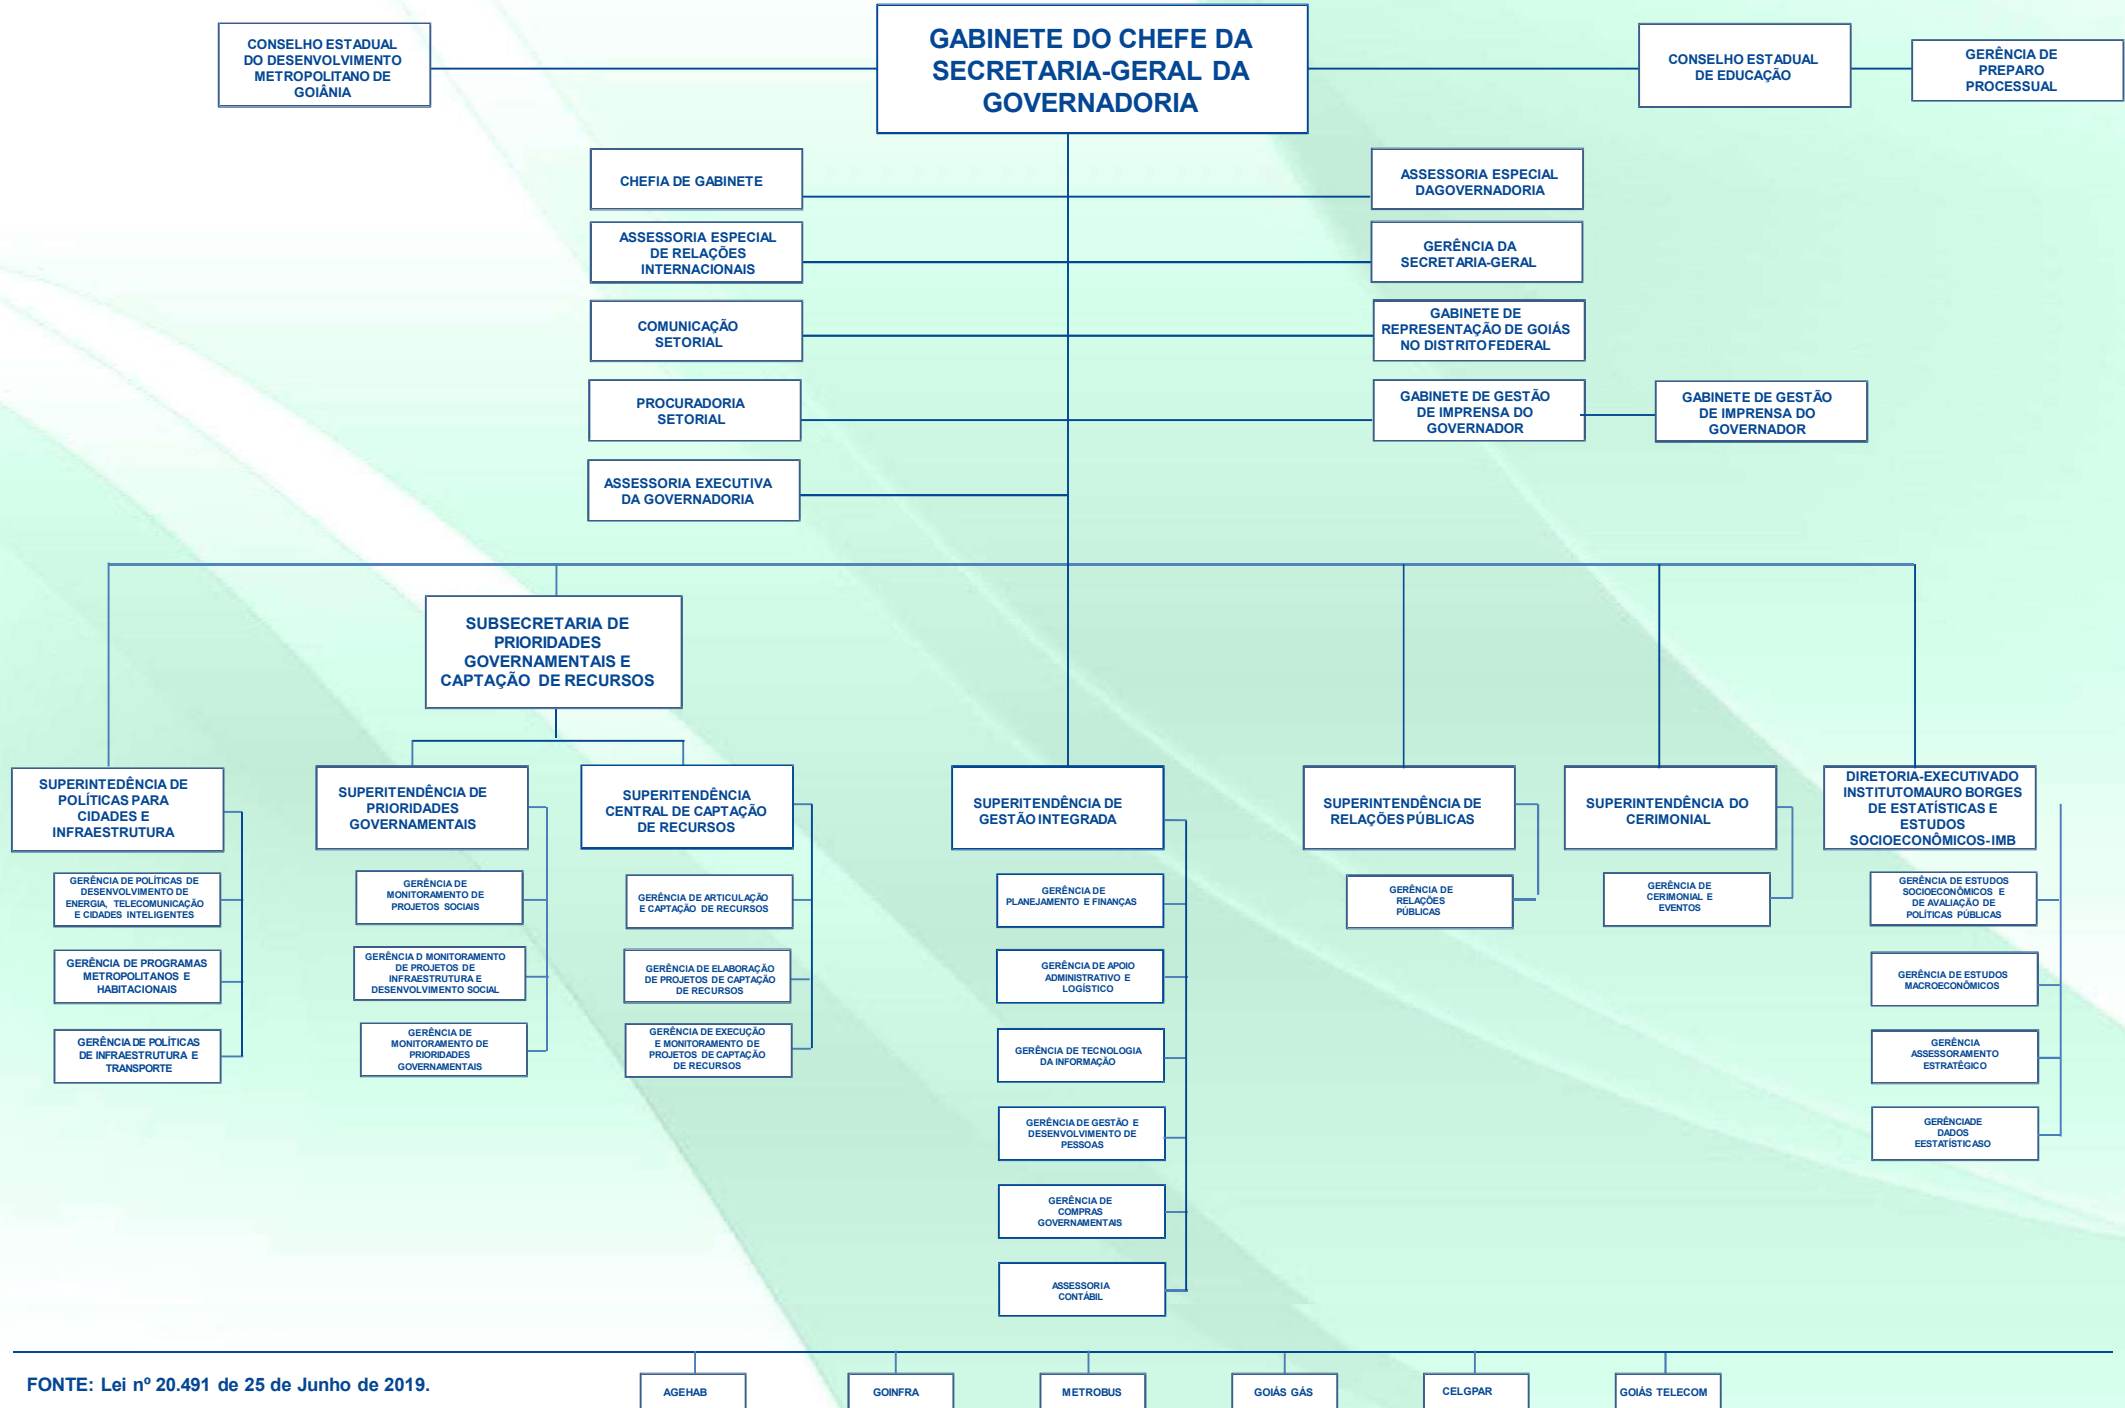 CONSELHO ESTADUAL
DO DESENVOLVIMENTO
METROPOLITANO DE
GOIÂNIA
GABINETE DO CHEFE DA
SECRETARIA-GERAL DA
GOVERNADORIA
CONSELHO ESTADUAL
DE EDUCAÇÃO
GERÊNCIA DE
PREPARO
PROCESSUAL
CHEFIA DE GABINETE
ASSESSORIA ESPECIAL
DAGOVERNADORIA
ASSESSORIA ESPECIAL
DE RELAÇÕES
INTERNACIONAIS
GERÊNCIA DA
SECRETARIA-GERAL
COMUNICAÇÃO
SETORIAL
GABINETE DE
REPRESENTAÇÃO DE GOIÁS
NO DISTRITO FEDERAL
PROCURADORIA
SETORIAL
GABINETE DE GESTÃO
DE IMPRENSA DO
GOVERNADOR
GABINETE DE GESTÃO
DE IMPRENSA DO
GOVERNADOR
ASSESSORIA EXECUTIVA
DA GOVERNADORIA
SUBSECRETARIA DE
PRIORIDADES
GOVERNAMENTAIS E
CAPTAÇÃO DE RECURSOS
SUPERINTEDÊNCIA DE
POLÍTICAS PARA
CIDADES E
INFRAESTRUTURA
SUPERITENDÊNCIA DE
PRIORIDADES
GOVERNAMENTAIS
SUPERITENDÊNCIA
CENTRAL DE CAPTAÇÃO
DE RECURSOS
SUPERITENDÊNCIA DE
GESTÃO INTEGRADA
SUPERINTENDÊNCIA DE
RELAÇÕES PÚBLICAS
SUPERINTENDÊNCIA DO
CERIMONIAL
DIRETORIA-EXECUTIVADO
INSTITUTOMAURO BORGES
DE ESTATÍSTICAS E
ESTUDOS
SOCIOECONÔMICOS-IMB
GERÊNCIA DE POLÍTICAS DE
DESENVOLVIMENTO DE
ENERGIA, TELECOMUNICAÇÃO
E CIDADES INTELIGENTES
GERÊNCIA DE PROGRAMAS
METROPOLITANOS E
HABITACIONAIS
GERÊNCIA DE POLÍTICAS
DE INFRAESTRUTURA E
TRANSPORTE
GERÊNCIA DE
MONITORAMENTO DE
PROJETOS SOCIAIS
GERÊNCIA D MONITORAMENTO
DE PROJETOS DE
INFRAESTRUTURA E
DESENVOLVIMENTO SOCIAL
GERÊNCIA DE
MONITORAMENTO DE
PRIORIDADES
GOVERNAMENTAIS
GERÊNCIA DE ARTICULAÇÃO
E CAPTAÇÃO DE RECURSOS
GERÊNCIA DE ELABORAÇÃO
DE PROJETOS DE CAPTAÇÃO
DE RECURSOS
GERÊNCIA DE EXECUÇÃO
E MONITORAMENTO DE
PROJETOS DE CAPTAÇÃO
DE RECURSOS
GERÊNCIA DE
PLANEJAMENTO E FINANÇAS
GERÊNCIA DE APOIO
ADMINISTRATIVO E
LOGÍSTICO
GERÊNCIA DE TECNOLOGIA
DA INFORMAÇÃO
GERÊNCIA DE GESTÃO E
DESENVOLVIMENTO DE
PESSOAS
GERÊNCIA DE
COMPRAS
GOVERNAMENTAIS
ASSESSORIA
CONTÁBIL
GERÊNCIA DE
RELAÇÕES
PÚBLICAS
GERÊNCIA DE
CERIMONIAL E
EVENTOS
GERÊNCIA DE ESTUDOS
SOCIOECONÔMICOS E
DE AVALIAÇÃO DE
POLÍTICAS PÚBLICAS
GERÊNCIA DE ESTUDOS
MACROECONÔMICOS
GERÊNCIA
ASSESSORAMENTO
ESTRATÊGICO
GERÊNCIADE
DADOS
EESTATÍSTICASO
FONTE: Lei nº 20.491 de 25 de Junho de 2019.
AGEHAB
GOINFRA
METROBUS
GOIÁS GÁS
CELGPAR
GOIÁS TELECOM